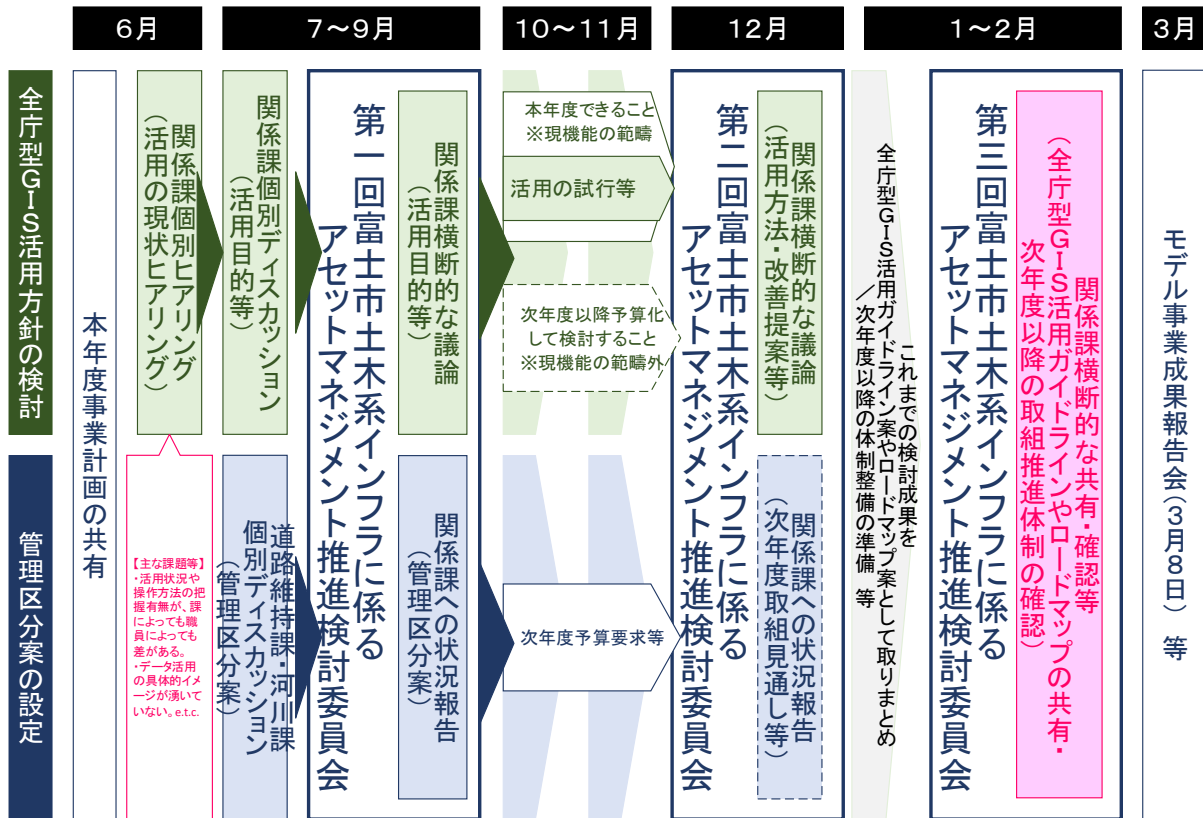 6月
7～9月
10～11月
12月
1～2月
3月
全庁型GIS活用方針の検討
管理区分案の設定
本年度事業計画の共有
関係課個別ヒアリング
（活用の現状ヒアリング）
【主な課題等】
・活用状況や
操作方法の把
握有無が、課
によっても職
員によっても
差がある。
・データ活用
の具体的イメ
ージが湧いて
いない。e.t.c.
関係課個別ディスカッション
（活用目的等）
道路維持課・河川課
個別ディスカッション
（管理区分案）
第一回富士市土木系インフラに係る
アセットマネジメント推進検討委員会
関係課横断的な議論
（活用目的等）
関係課への状況報告
（管理区分案）
本年度できること
※現機能の範疇
活用の試行等
次年度以降予算化
して検討すること
※現機能の範疇外
次年度予算要求等
第二回富士市土木系インフラに係る
アセットマネジメント推進検討委員会
関係課横断的な議論
（活用方法・改善提案等）
関係課への状況報告
（次年度取組見通し等）
これまでの検討成果を
全庁型GIS活用ガイドライン案やロードマップ案として取りまとめ
／次年度以降の体制整備の準備　等
第三回富士市土木系インフラに係る
アセットマネジメント推進検討委員会
関係課横断的な共有・確認等
（全庁型GIS活用ガイドラインやロードマップの共有・
次年度以降の取組推進体制の確認）
モデル事業成果報告会（3月8日）　等